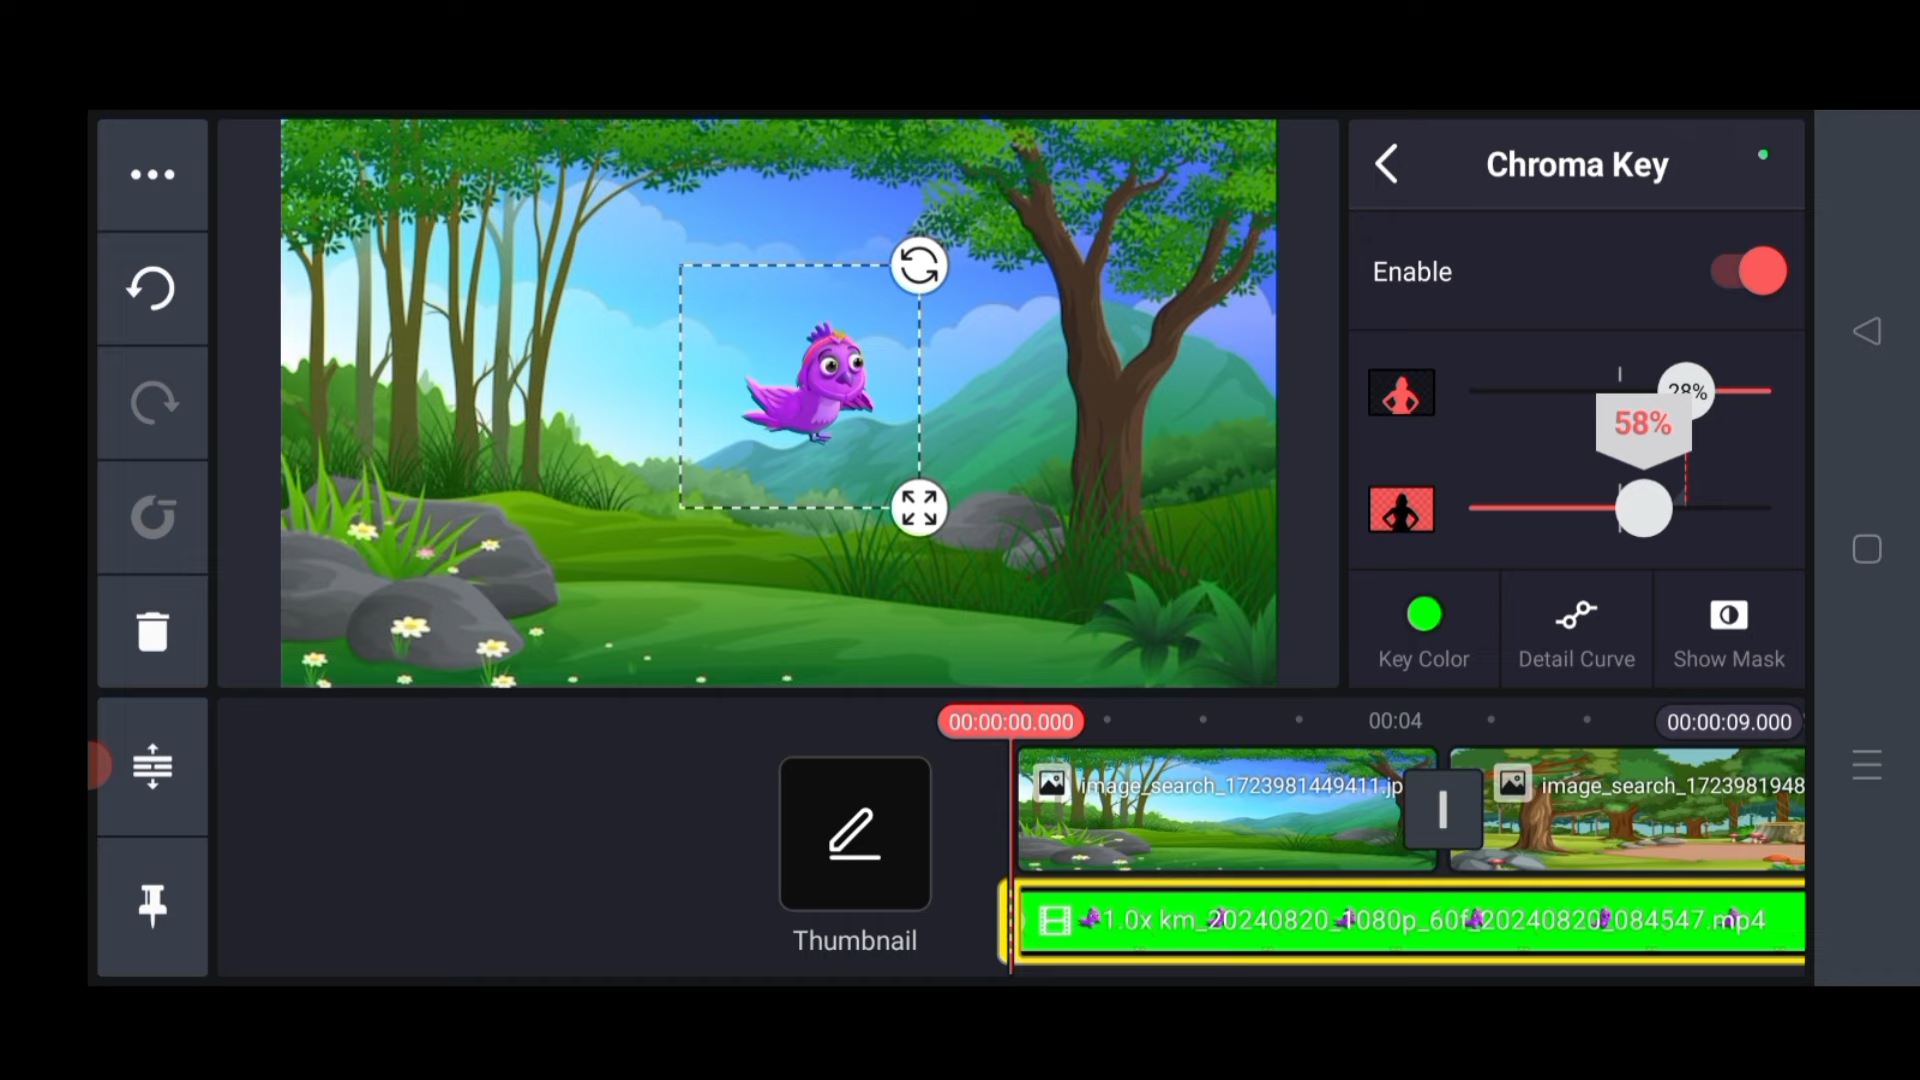 Chroma Key
Enable
28%
58%
Key Color
Detail Curve
Show Mask
00:00:00.000
00:04
00:00:09.000
image_search_1723981449411.jp
image_search_1723981948
Thumbnail
1.0x km_20240820_1080p_60f_20240820_084547.mp4